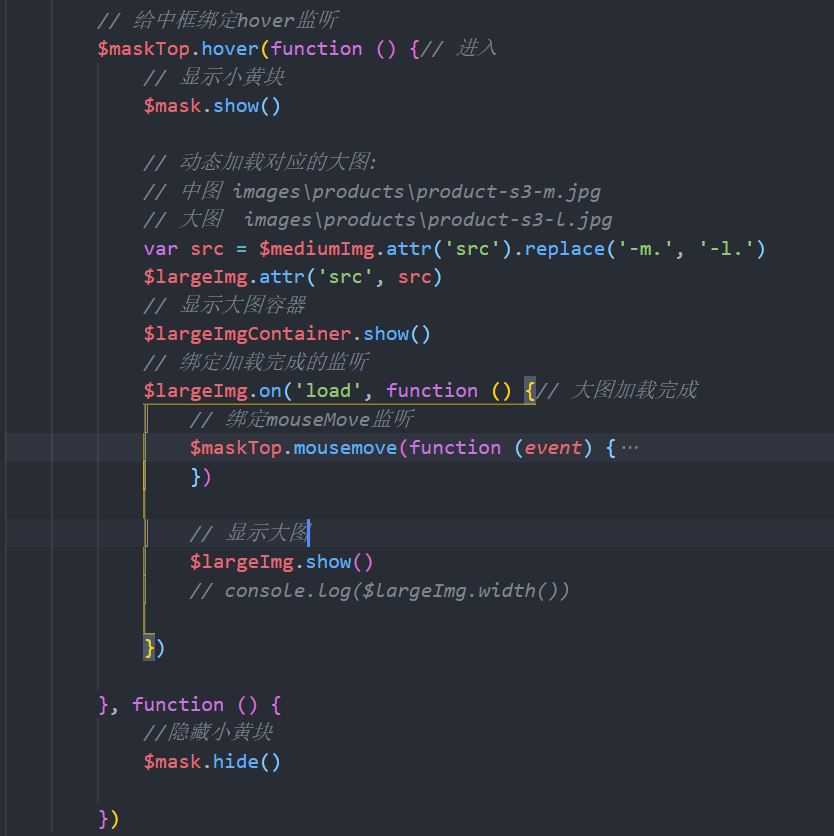 // 给中框绑定hover监听
$maskTop.hover(function () {// 进入
// 显示小黄块
$mask.show()
// 动态加载对应的大图:
// 中图 images\products\product-s3-m.jpg
// 大图  images\products\product-s3-l.jpg
var src = $mediumImg.attr('src').replace('-m.', '-l.')
$largeImg.attr('src', src)
// 显示大图容器
$largeImgContainer.show()
// 绑定加载完成的监听
$largeImg.on('load', function () {// 大图加载完成
// 绑定mouseMove监听
$maskTop.mousemove(function (event) {…
})
// 显示大图
$largeImg.show()
// console.log($largeImg.width())
})
}, function () {
//隐藏小黄块
$mask.hide()
})